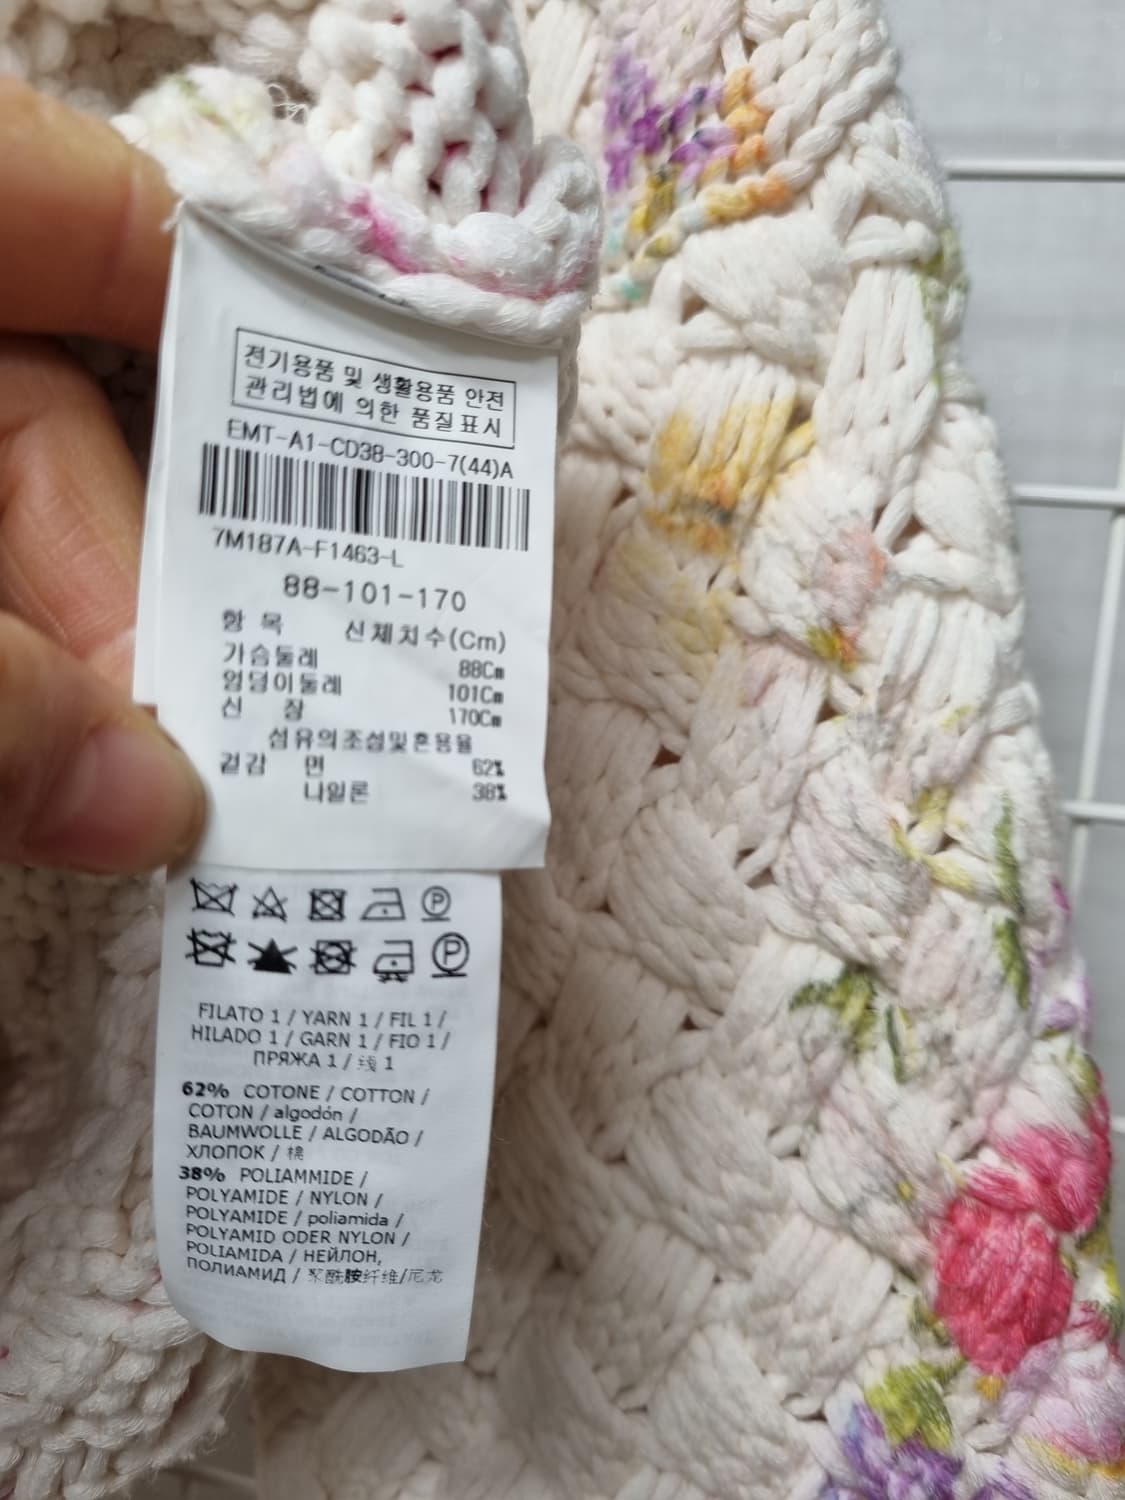 전기용품 및 생활용품 안전
관리법에 의한 품질표시
EMT-A1-CD38-300-7(44)A
7M187A-F1463-L
88-101-170
항 목 신체치수(Cm)
가슴둘레 88Cm
엉덩이둘레 101Cm
신 장 170Cm
섬유의조성및혼용율
겉감 면 62%
나일론 38%
P
P
FILATO 1 / YARN 1 / FIL 1 /
HILADO 1 / GARN 1 / FIO 1 /
ПРЯЖА 1 / 线 1
62% COTONE / COTTON /
COTON / algodón /
BAUMWOLLE / ALGODÃO /
ХЛОПОК / 棉
38% POLIAMMIDE /
POLYAMIDE / NYLON /
POLYAMIDE / poliamida /
POLYAMID ODER NYLON /
POLIAMIDA / НЕЙЛОН,
ПОЛИАМИД / 聚酰胺纤维/尼龙